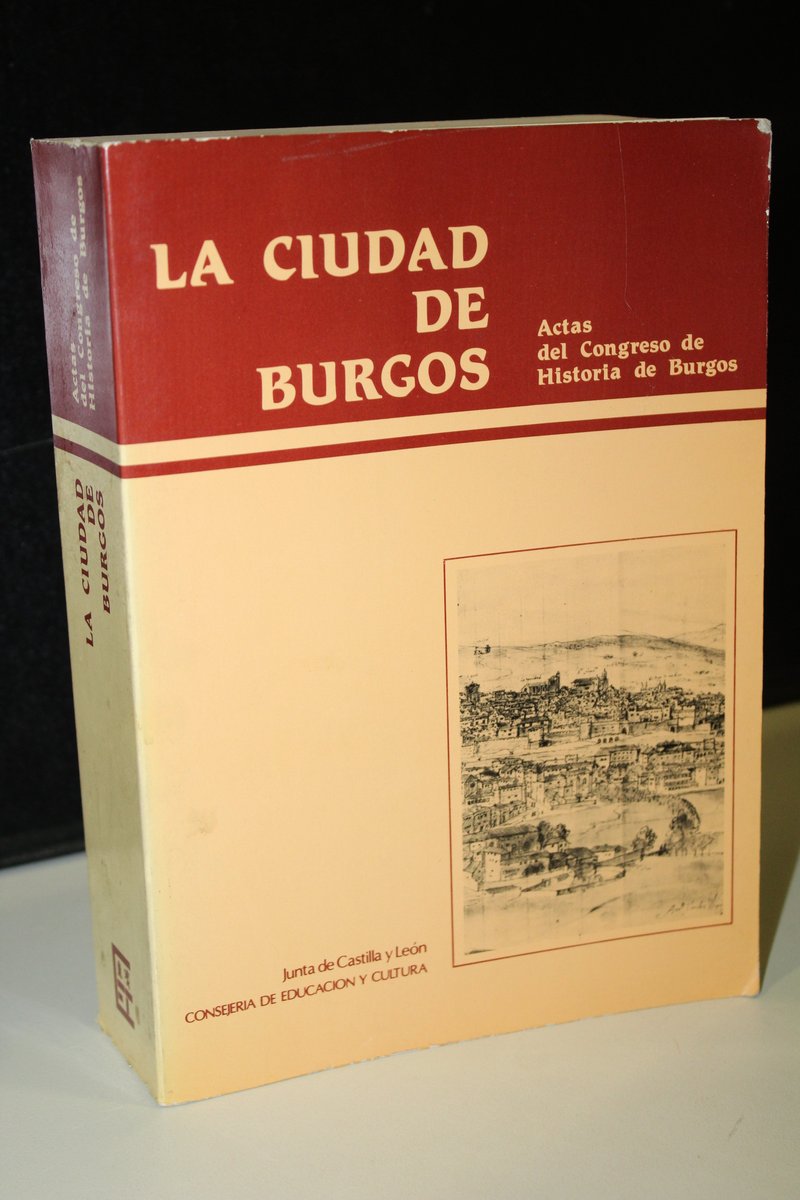 LA CIUDAD
DE
BURGOS
Actas
del Congreso de
Historia de Burgos
Junta de Castilla y León
CONSEJERIA DE EDUCACION Y CULTURA
Actas
del Congreso de
Historia de Burgos
LA CIUDAD
DE
BURGOS